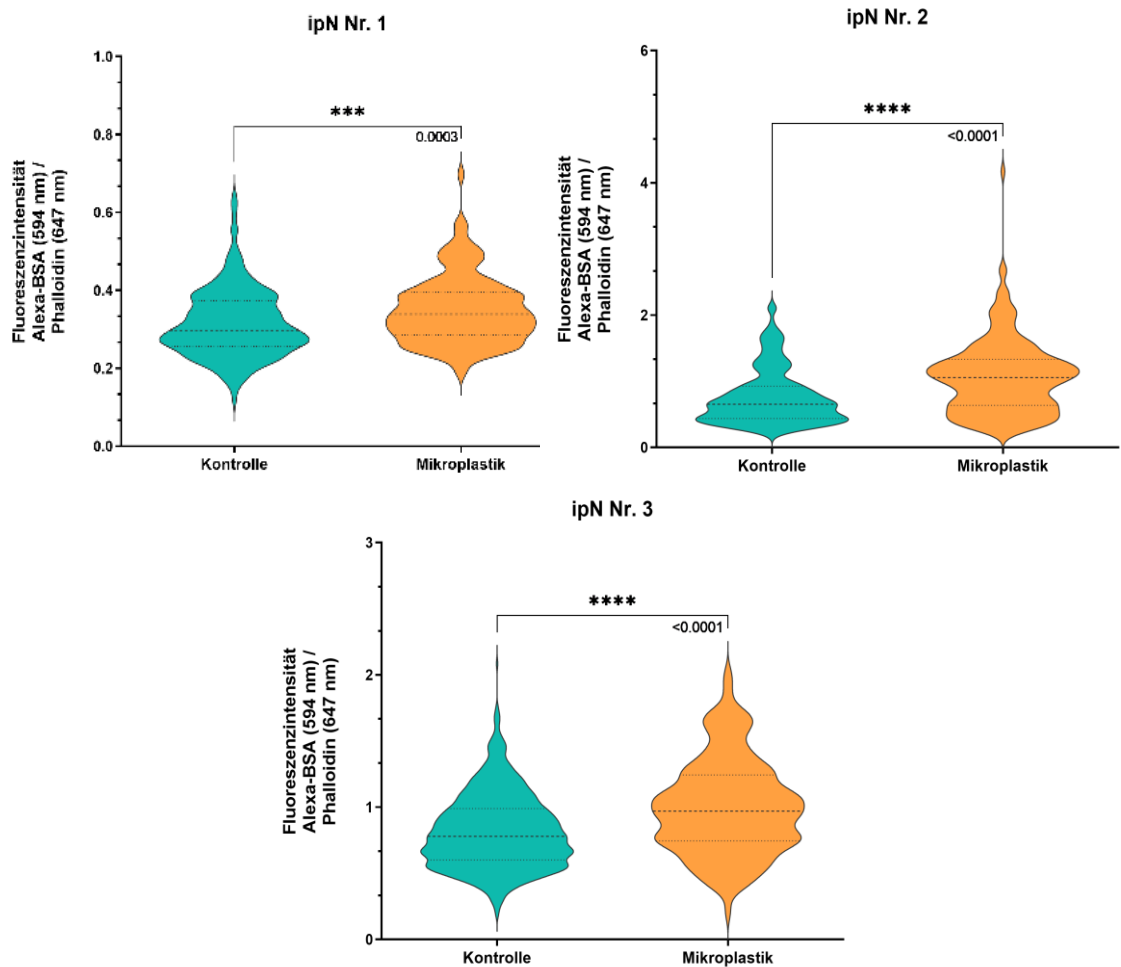 ipN Nr. 1
Fluoreszenzintensität
Alexa-BSA (594 nm) /
Phalloidin (647 nm)
1.0
0.8
0.6
0.4
0.2
0.0
***
0.0003
Kontrolle
Mikroplastik
ipN Nr. 2
Fluoreszenzintensität
Alexa-BSA (594 nm) /
Phalloidin (647 nm)
6
4
2
0
****
<0.0001
Kontrolle
Mikroplastik
ipN Nr. 3
Fluoreszenzintensität
Alexa-BSA (594 nm) /
Phalloidin (647 nm)
3
2
1
0
****
<0.0001
Kontrolle
Mikroplastik